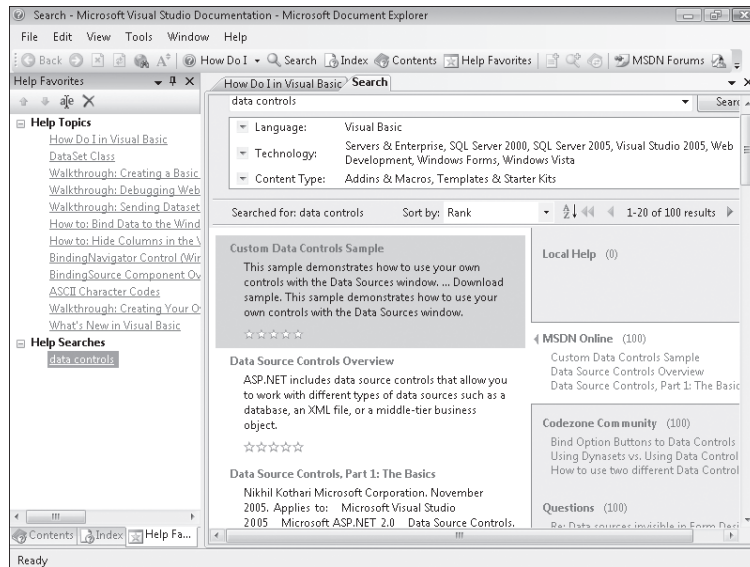 Search - Microsoft Visual Studio Documentation - Microsoft Document Explorer
File Edit View Tools Window Help
Back How Do I Search Index Contents Help Favorites MSDN Forums
Help Favorites
How Do I in Visual Basic Search
data controls Searc
Language: Visual Basic
Technology: Servers & Enterprise, SQL Server 2000, SQL Server 2005, Visual Studio 2005, Web
Development, Windows Forms, Windows Vista
Content Type: Addins & Macros, Templates & Starter Kits
Searched for: data controls Sort by: Rank 1-20 of 100 results
Help Topics
How Do I in Visual Basic
DataSet Class
Walkthrough: Creating a Basic
Walkthrough: Debugging Web
Walkthrough: Sending Dataset
How to: Bind Data to the Wind
How to: Hide Columns in the
BindingNavigator Control (Wir
BindingSource Component Ov
ASCII Character Codes
Walkthrough: Creating Your O
What's New in Visual Basic
Help Searches
data controls
Custom Data Controls Sample
This sample demonstrates how to use your own
controls with the Data Sources window. ... Download
sample. This sample demonstrates how to use your
own controls with the Data Sources window.
Data Source Controls Overview
ASP.NET includes data source controls that allow you
to work with different types of data sources such as a
database, an XML file, or a middle-tier business
object.
Data Source Controls, Part 1: The Basics
Nikhil Kothari Microsoft Corporation. November
2005. Applies to: Microsoft Visual Studio
2005 Microsoft ASP.NET 2.0 Data Source Controls.
Local Help (0)
MSDN Online (100)
Custom Data Controls Sample
Data Source Controls Overview
Data Source Controls, Part 1: The Basic
Codezone Community (100)
Bind Option Buttons to Data Controls
Using Dynasets vs. Using Data Control
How to use two different Data Control
Questions (100)
Re: Data sources invisible in Form Desi
Contents Index Help Fa...
Ready